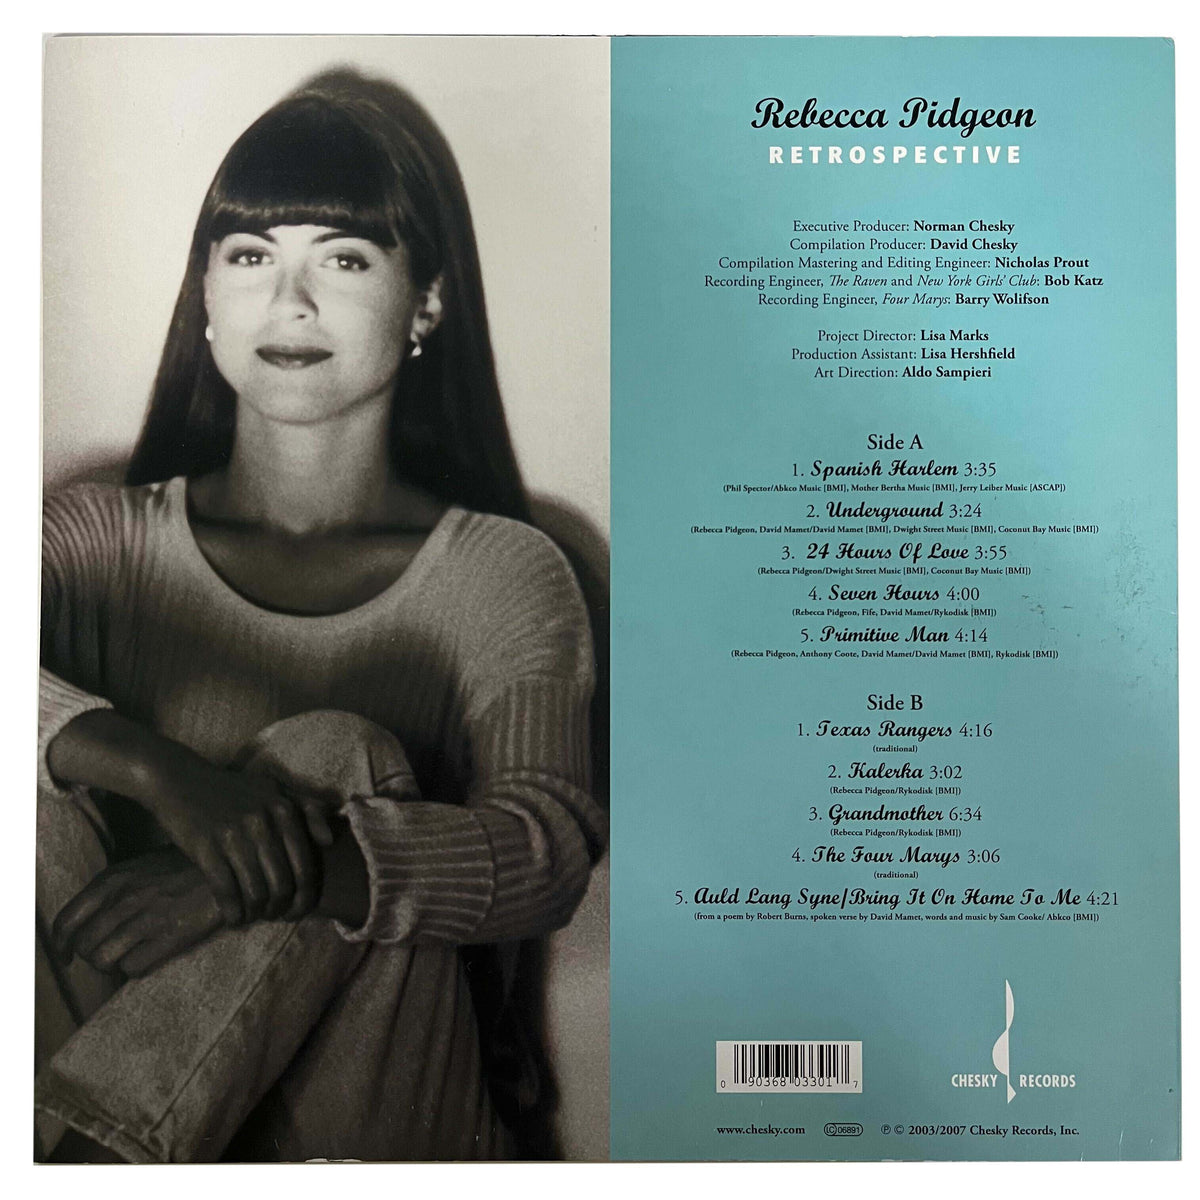 Rebecca Pidgeon
RETROSPECTIVE
Executive Producer: Norman Chesky
Compilation Producer: David Chesky
Compilation Mastering and Editing Engineer: Nicholas Prout
Recording Engineer, The Raven and New York Girls' Club: Bob Katz
Recording Engineer, Four Marys: Barry Wolifson
Project Director: Lisa Marks
Production Assistant: Lisa Hershfield
Art Direction: Aldo Sampieri
Side A
1. Spanish Harlem 3:35
(Phil Spector/Abkco Music [BMI], Mother Bertha Music [BMI], Jerry Leiber Music [ASCAP])
2. Underground 3:24
(Rebecca Pidgeon, David Mamet/David Mamet [BMI], Dwight Street Music [BMI], Coconut Bay Music [BMI])
3. 24 Hours Of Love 3:55
(Rebecca Pidgeon/Dwight Street Music [BMI], Coconut Bay Music [BMI])
4. Seven Hours 4:00
(Rebecca Pidgeon, Fife, David Mamet/Rykodisk [BMI])
5. Primitive Man 4:14
(Rebecca Pidgeon, Anthony Coote, David Mamet/David Mamet [BMI], Rykodisk [BMI])
Side B
1. Texas Rangers 4:16
(traditional)
2. Kalerka 3:02
(Rebecca Pidgeon/Rykodisk [BMI])
3. Grandmother 6:34
(Rebecca Pidgeon/Rykodisk [BMI])
4. The Four Marys 3:06
(traditional)
5. Auld Lang Syne/Bring It On Home To Me 4:21
(from a poem by Robert Burns, spoken verse by David Mamet, words and music by Sam Cooke/ Abkco [BMI])
0 90368 03301 7
CHESKY RECORDS
www.chesky.com LC 06891 ℗ © 2003/2007 Chesky Records, Inc.